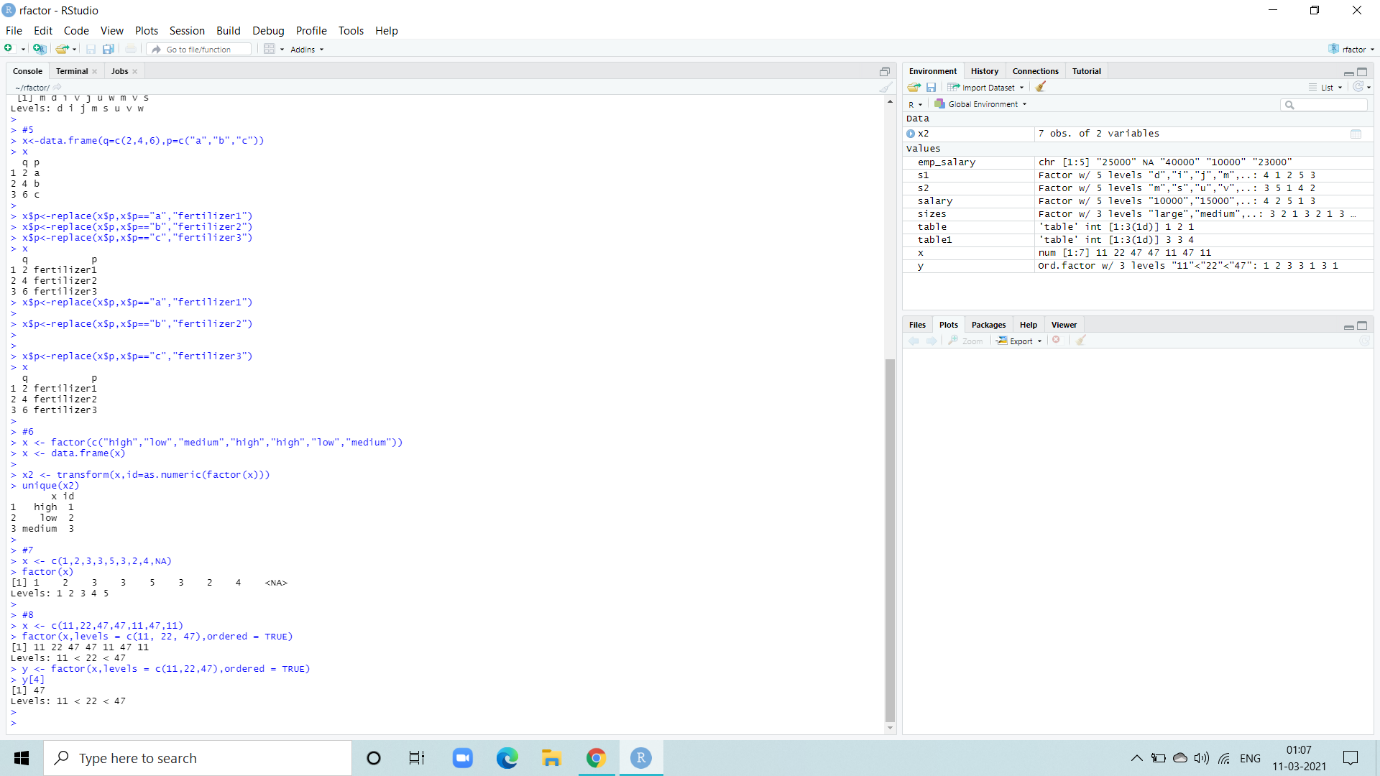 rfactor - RStudio
File Edit Code View Plots Session Build Debug Profile Tools Help
Go to file/function Addins rfactor
Console Terminal Jobs
~/rfactor/
[1] m d i v j u w m v s
Levels: d i j m s u v w
>
> #5
> x<-data.frame(q=c(2,4,6),p=c("a","b","c"))
> x
q p
1 2 a
2 4 b
3 6 c
>
> x$p<-replace(x$p,x$p=="a","fertilizer1")
> x$p<-replace(x$p,x$p=="b","fertilizer2")
> x$p<-replace(x$p,x$p=="c","fertilizer3")
> x
q p
1 2 fertilizer1
2 4 fertilizer2
3 6 fertilizer3
> x$p<-replace(x$p,x$p=="a","fertilizer1")
>
> x$p<-replace(x$p,x$p=="b","fertilizer2")
>
>
> x$p<-replace(x$p,x$p=="c","fertilizer3")
> x
q p
1 2 fertilizer1
2 4 fertilizer2
3 6 fertilizer3
>
> #6
> x <- factor(c("high","low","medium","high","high","low","medium"))
> x <- data.frame(x)
>
> x2 <- transform(x,id=as.numeric(factor(x)))
> unique(x2)
x id
1 high 1
2 low 2
3 medium 3
>
> #7
> x <- c(1,2,3,3,5,3,2,4,NA)
> factor(x)
[1] 1 2 3 3 5 3 2 4 <NA>
Levels: 1 2 3 4 5
>
> #8
> x <- c(11,22,47,47,11,47,11)
> factor(x,levels = c(11, 22, 47),ordered = TRUE)
[1] 11 22 47 47 11 47 11
Levels: 11 < 22 < 47
> y <- factor(x,levels = c(11,22,47),ordered = TRUE)
> y[4]
[1] 47
Levels: 11 < 22 < 47
>
>
Environment History Connections Tutorial
Import Dataset List
R Global Environment
Data
x2 7 obs. of 2 variables
Values
emp_salary chr [1:5] "25000" NA "40000" "10000" "23000"
s1 Factor w/ 5 levels "d","i","j","m",..: 4 1 2 5 3
s2 Factor w/ 5 levels "m","s","u","v",..: 3 5 1 4 2
salary Factor w/ 5 levels "10000","15000",..: 4 2 5 1 3
sizes Factor w/ 3 levels "large","medium",..: 3 2 1 3 2 1 3 …
table 'table' int [1:3(1d)] 1 2 1
table1 'table' int [1:3(1d)] 3 3 4
x num [1:7] 11 22 47 47 11 47 11
y Ord.factor w/ 3 levels "11"<"22"<"47": 1 2 3 3 1 3 1
Files Plots Packages Help Viewer
Zoom Export
Type here to search
R
ENG
01:07
11-03-2021